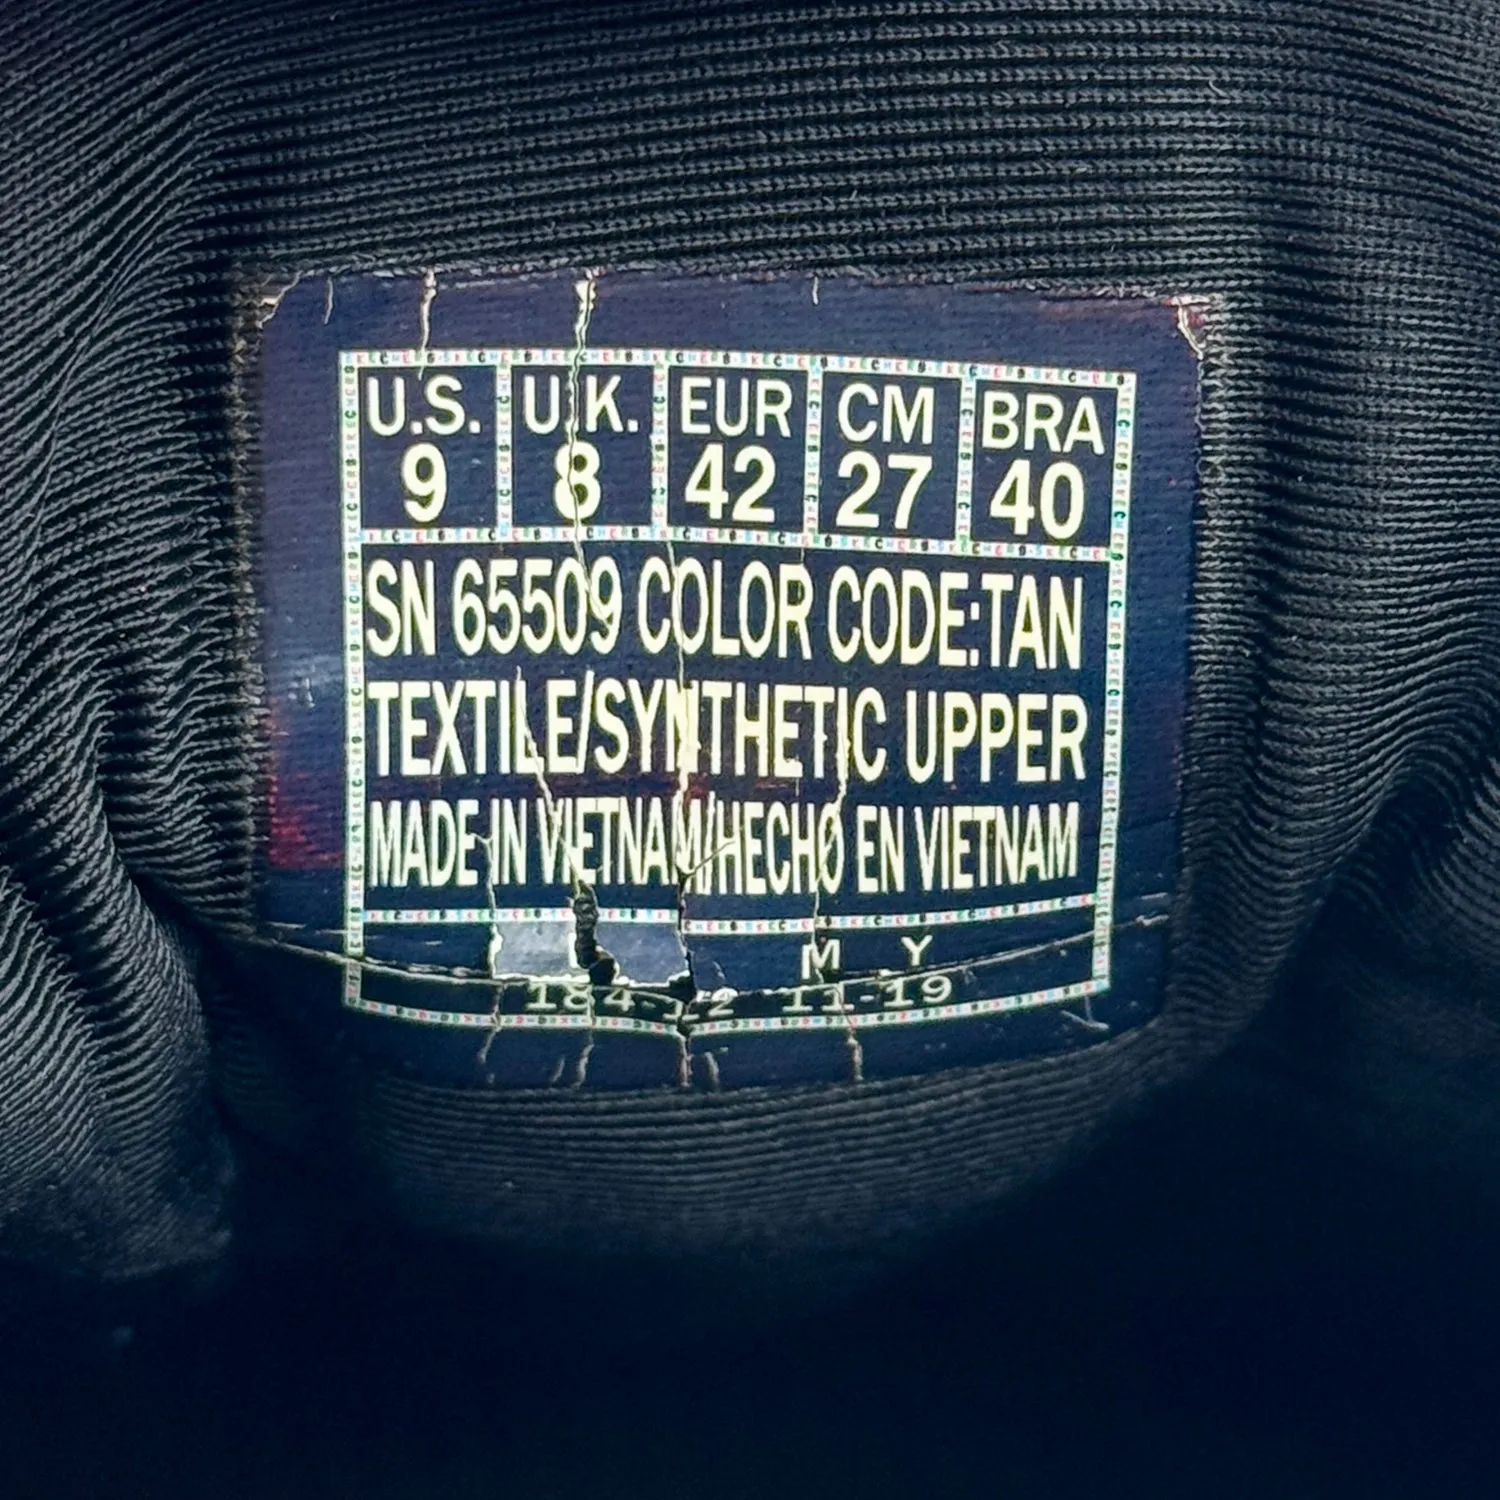 U.S. U.K. EUR CM BRA
9 8 42 27 40
SN 65509 COLOR CODE:TAN
TEXTILE/SYNTHETIC UPPER
MADE IN VIETNAM/HECHO EN VIETNAM
M Y
11-19